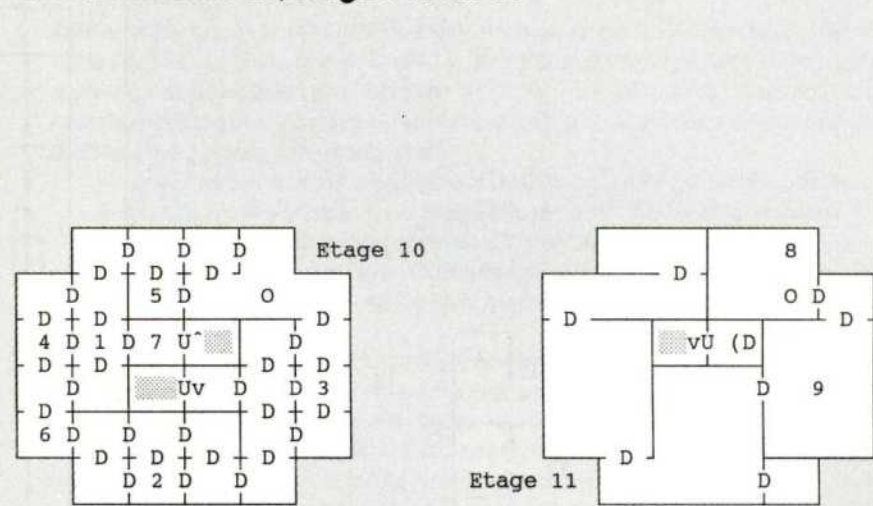 D D D Etage 10 8
D D D D
D 5 D O O D
D D D D D
4 D 1 D 7 U^ D vU (D
D D D D
D Uv D D 3 D 9
D D D
6 D D D D
D D D D D
D 2 D D Etage 11 D